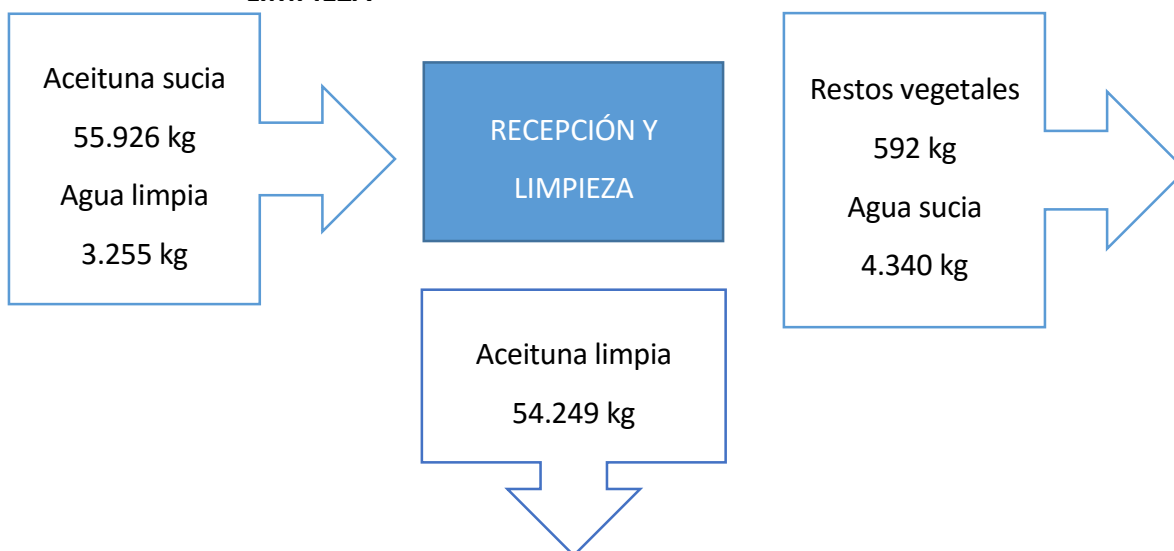 Aceituna sucia
55.926 kg
Agua limpia
3.255 kg
RECEPCIÓN Y
LIMPIEZA
Restos vegetales
592 kg
Agua sucia
4.340 kg
Aceituna limpia
54.249 kg